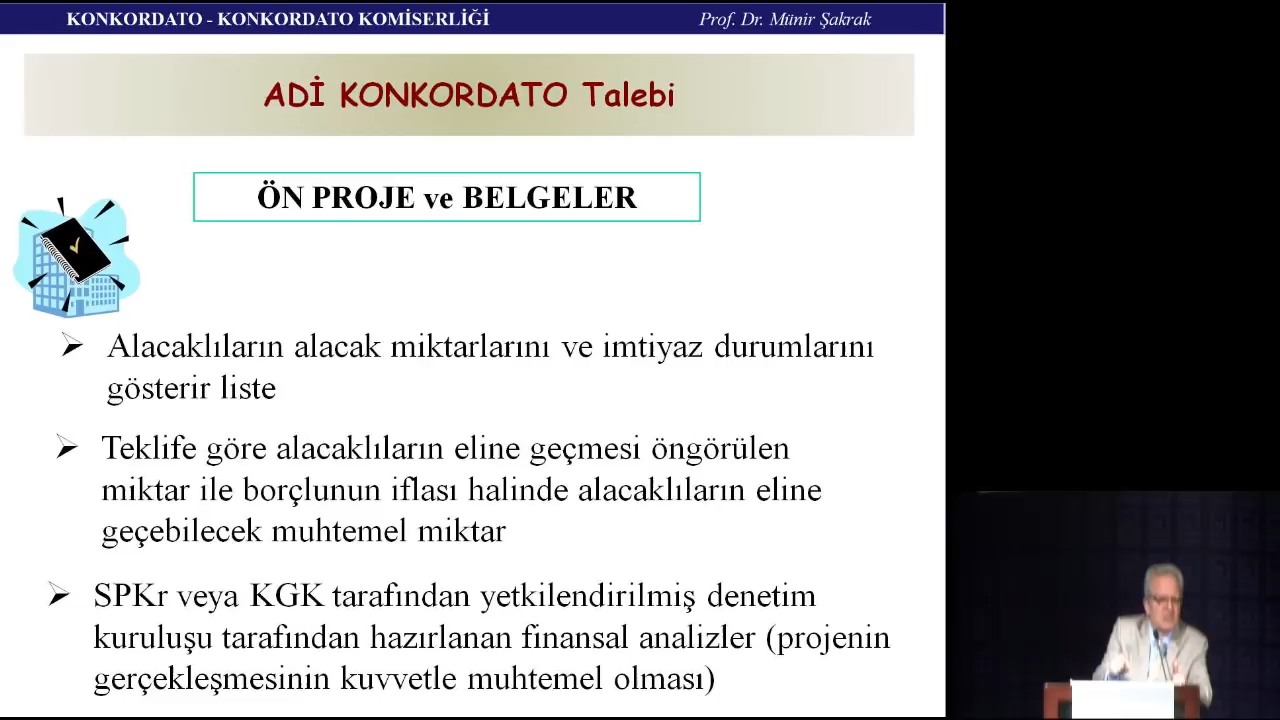 KONKORDATO - KONKORDATO KOMİSERLİĞİ
Prof. Dr. Münir Şakrak
ADİ KONKORDATO Talebi
ÖN PROJE ve BELGELER
Alacaklıların alacak miktarlarını ve imtiyaz durumlarını
gösterir liste
Teklife göre alacaklıların eline geçmesi öngörülen
miktar ile borçlunun iflası halinde alacaklıların eline
geçebilecek muhtemel miktar
SPKr veya KGK tarafından yetkilendirilmiş denetim
kuruluşu tarafından hazırlanan finansal analizler (projenin
gerçekleşmesinin kuvvetle muhtemel olması)